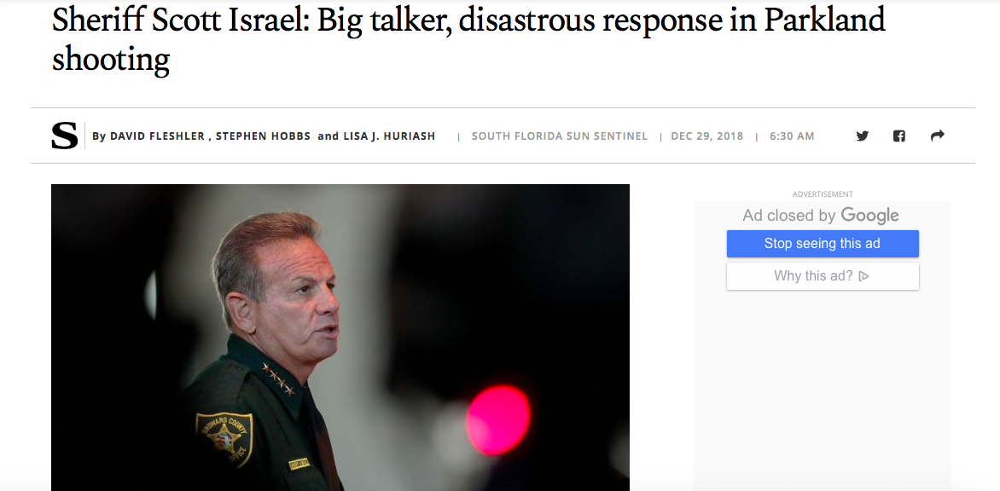 Sheriff Scott Israel: Big talker, disastrous response in Parkland
shooting
S
By DAVID FLESHLER , STEPHEN HOBBS and LISA J. HURIASH | SOUTH FLORIDA SUN SENTINEL | DEC 29, 2018 | 6:30 AM
ADVERTISEMENT
Ad closed by Google
Stop seeing this ad
Why this ad?
BROWARD COUNTY